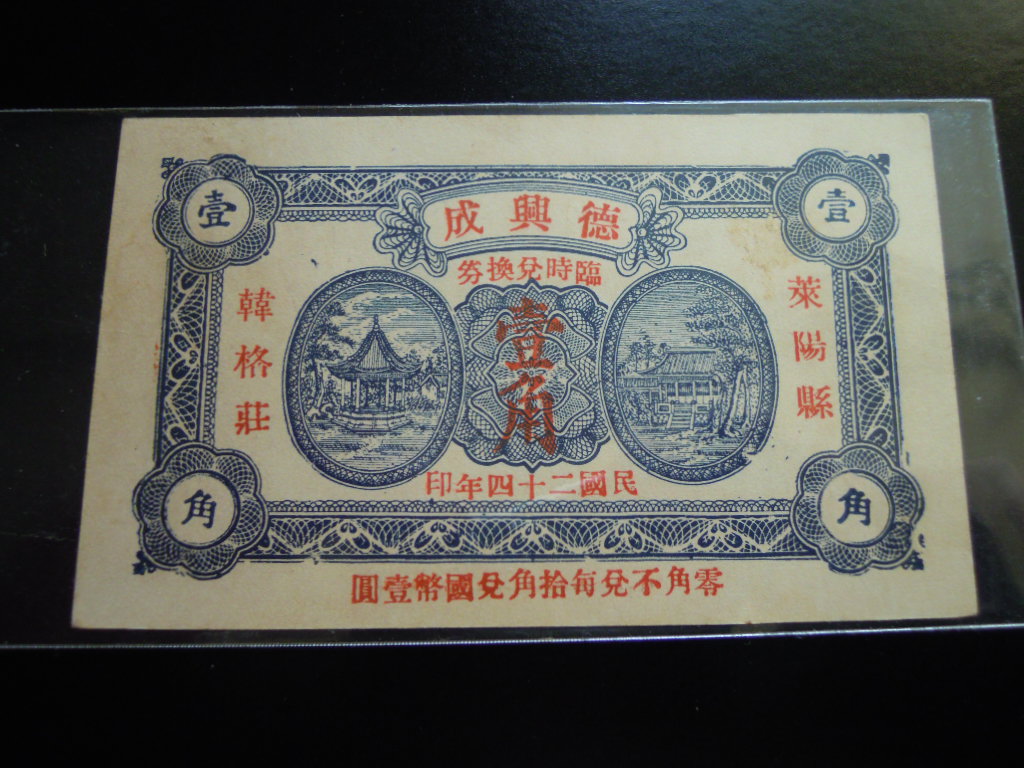 德興成
臨時兌換券
壹
壹
萊陽縣
壹角
韓格莊
民國二十四年印
角
角
零角不兌每拾角兌國幣壹圓